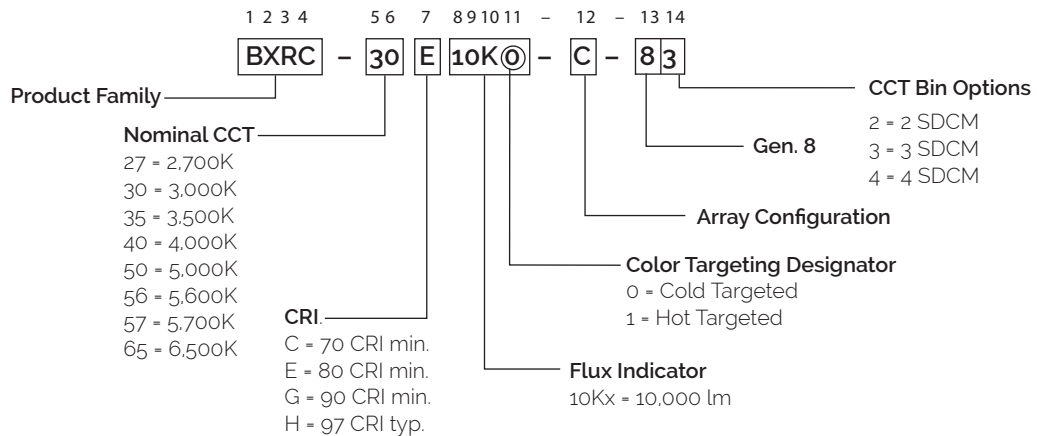 1 2 3 4 5 6 7 8 9 10 11 – 12 – 13 14
BXRC – 30 E 10K0 – C – 8 3
Product Family
Nominal CCT
27 = 2,700K
30 = 3,000K
35 = 3,500K
40 = 4,000K
50 = 5,000K
56 = 5,600K
57 = 5,700K
65 = 6,500K
CRI.
C = 70 CRI min.
E = 80 CRI min.
G = 90 CRI min.
H = 97 CRI typ.
Flux Indicator
10Kx = 10,000 lm
Color Targeting Designator
0 = Cold Targeted
1 = Hot Targeted
Array Configuration
Gen. 8
CCT Bin Options
2 = 2 SDCM
3 = 3 SDCM
4 = 4 SDCM